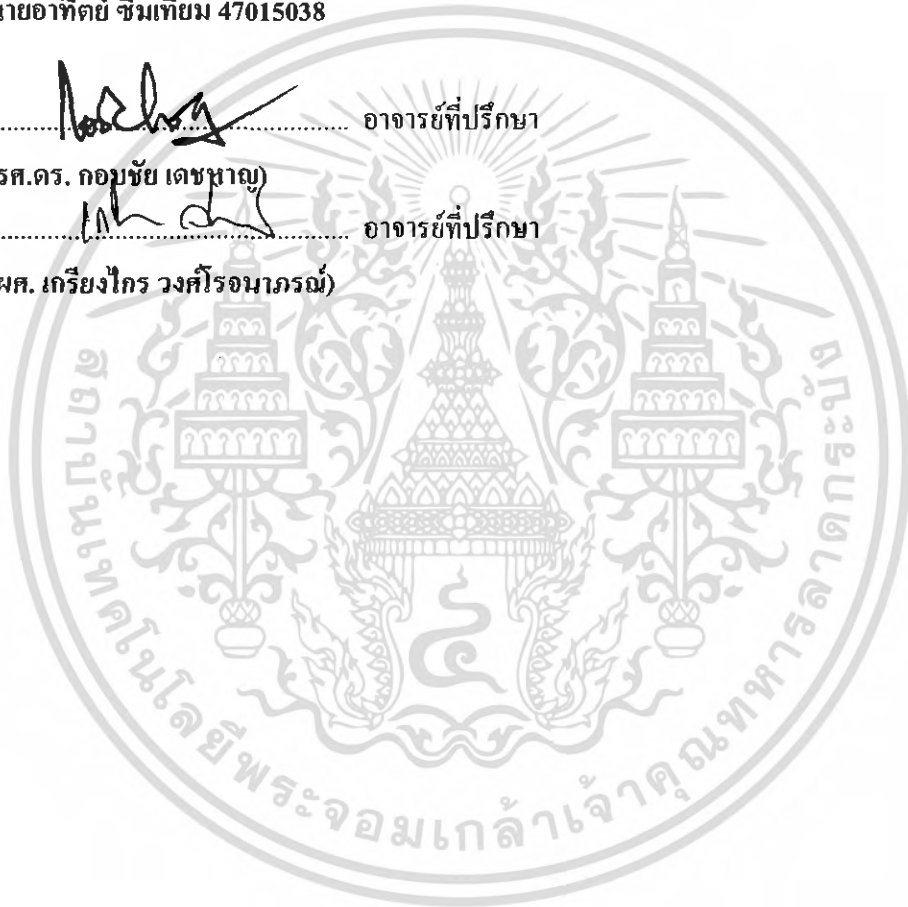 นายอาทิตย์ ซิมเทียม 47015038
อาจารย์ที่ปรึกษา
รศ.ดร. กอบชัย เดชหาญ)
อาจารย์ที่ปรึกษา
ผศ. เกรียงไกร วงศ์โรจนาภรณ์)
สถาบันเทคโนโลยีพระจอมเกล้าเจ้าคุณทหารลาดกระบัง